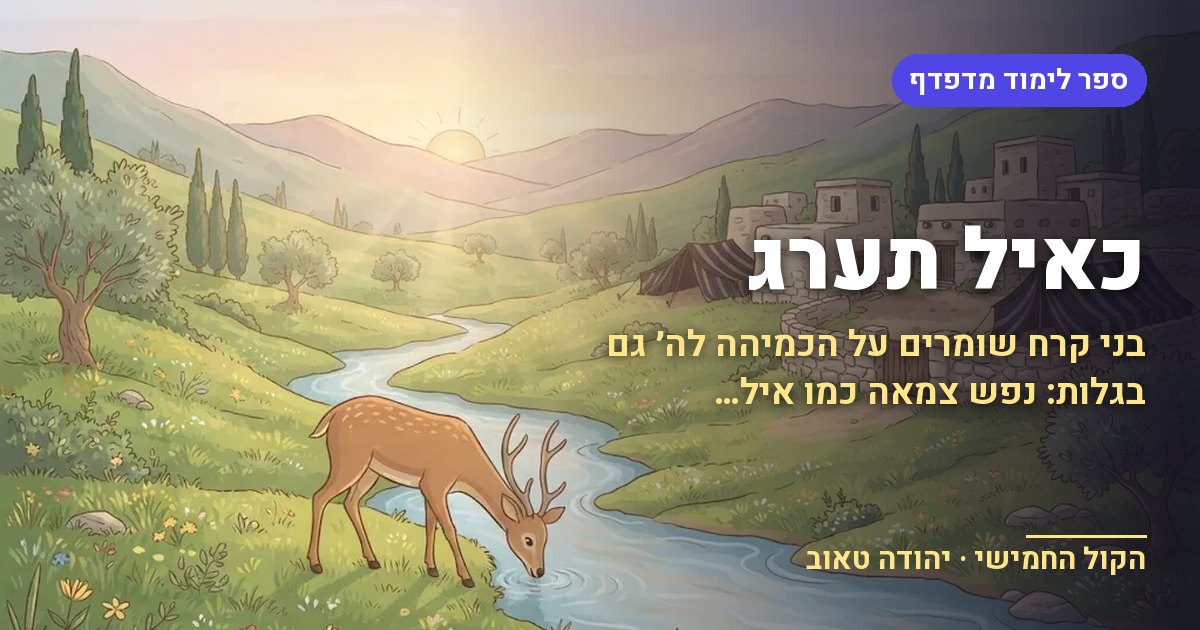 ספר לימוד מדפדף
כאיל תערג
בני קרח שומרים על הכמיהה לה׳ גם
בגלות: נפש צמאה כמו איל...
הקול החמישי · יהודה טאוב